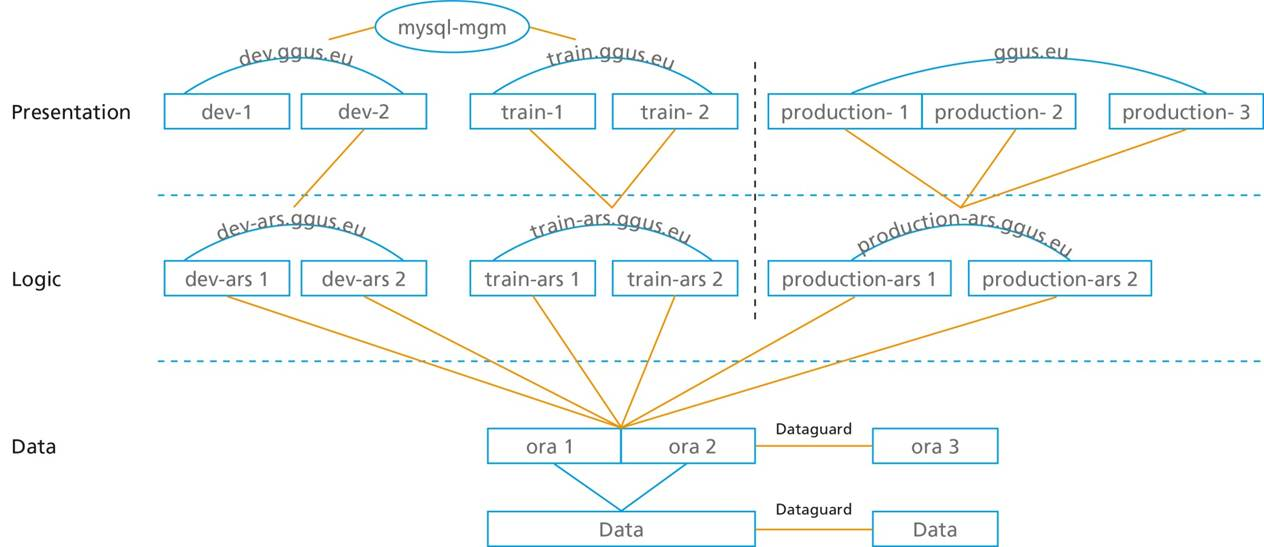 mysql-mgm
dev.ggus.eu
train.ggus.eu
ggus.eu
Presentation
dev-1
dev-2
train-1
train- 2
production- 1
production- 2
production- 3
dev-ars.ggus.eu
train-ars.ggus.eu
production-ars.ggus.eu
Logic
dev-ars 1
dev-ars 2
train-ars 1
train-ars 2
production-ars 1
production-ars 2
Data
ora 1
ora 2
Dataguard
ora 3
Data
Dataguard
Data